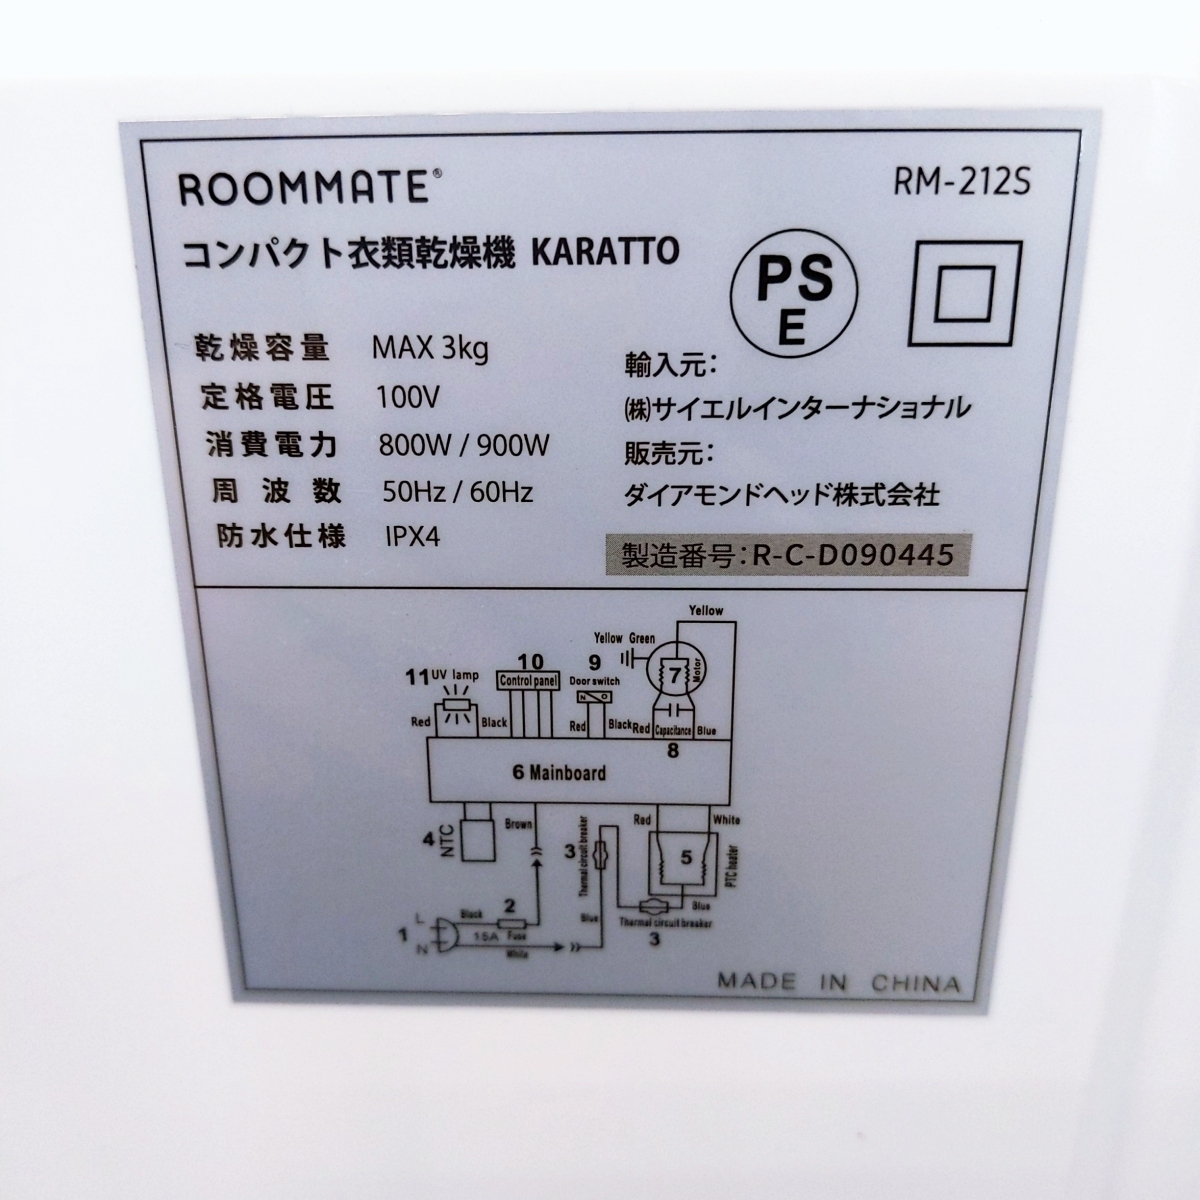 ROOMMATE®
RM-212S
コンパクト衣類乾燥機 KARATTO
PS
E
乾燥容量 MAX 3kg
定格電圧 100V
消費電力 800W / 900W
周波数 50Hz / 60Hz
防水仕様 IPX4
輸入元：
㈱サイエルインターナショナル
販売元：
ダイアモンドヘッド株式会社
製造番号：R-C-D090445
Yellow
Yellow Green
11 UV lamp
10
Control panel
9
Door switch
N O
7
Motor
Red
Black
Red
Black
Red
Capacitance
Blue
8
6 Mainboard
4
NTC
Brown
3
Thermal circuit breaker
Red
White
5
PTC heater
Blue
Blue
Thermal circuit breaker
3
1
L
N
Black
2
15A Fuse
White
MADE IN CHINA